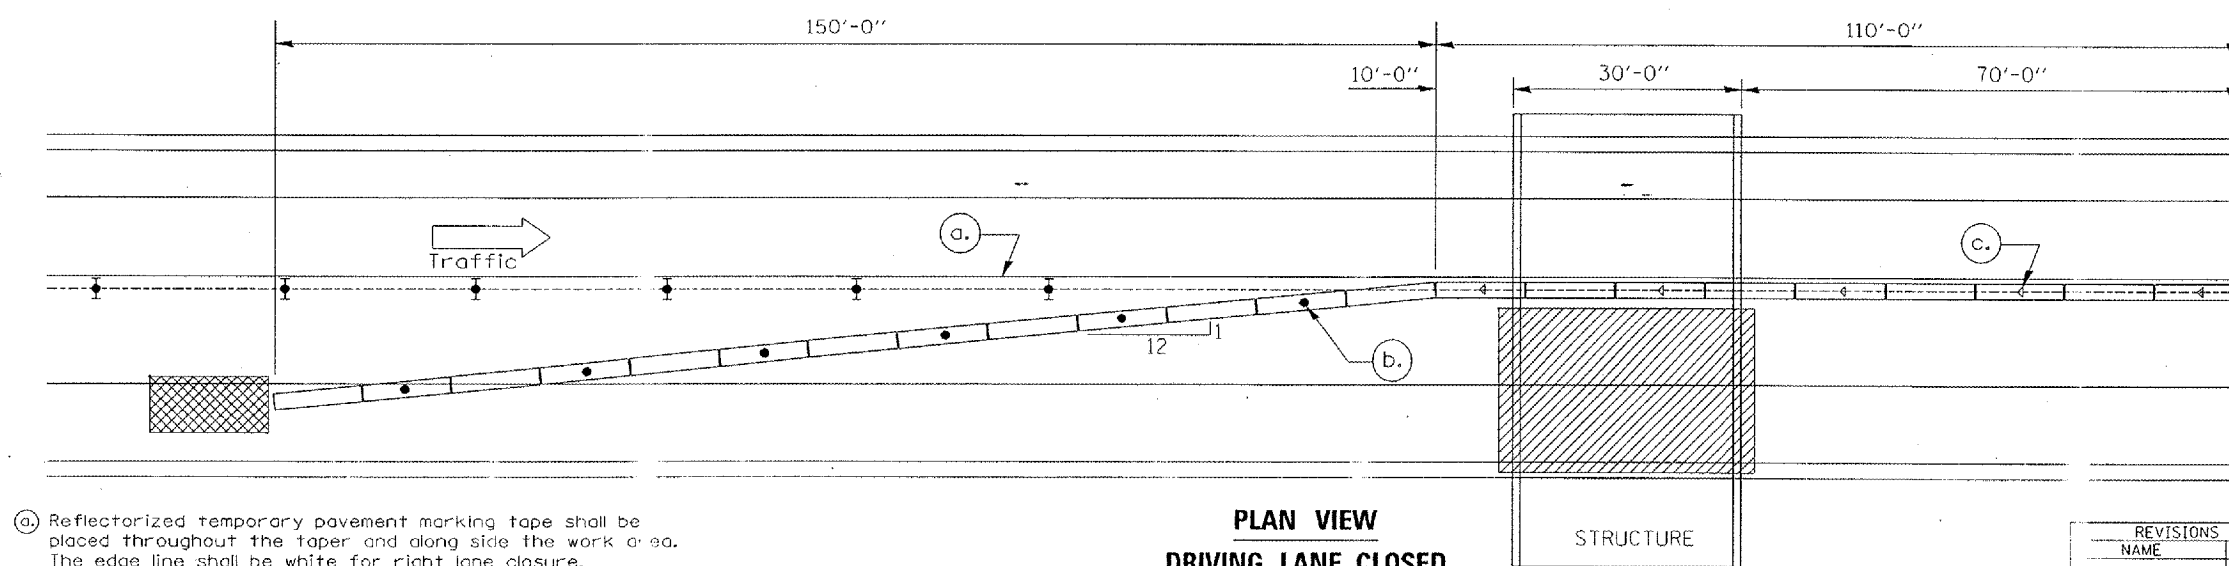 150'-0"
110'-0"
10'-0"
30'-0"
70'-0"
a.
Traffic
c.
1
12
b.
a. Reflectorized temporary pavement marking tape shall be
placed throughout the taper and along side the work area.
The edge line shall be white for right lane closure.
PLAN VIEW
DRIVING LANE CLOSED
STRUCTURE
REVISIONS
NAME